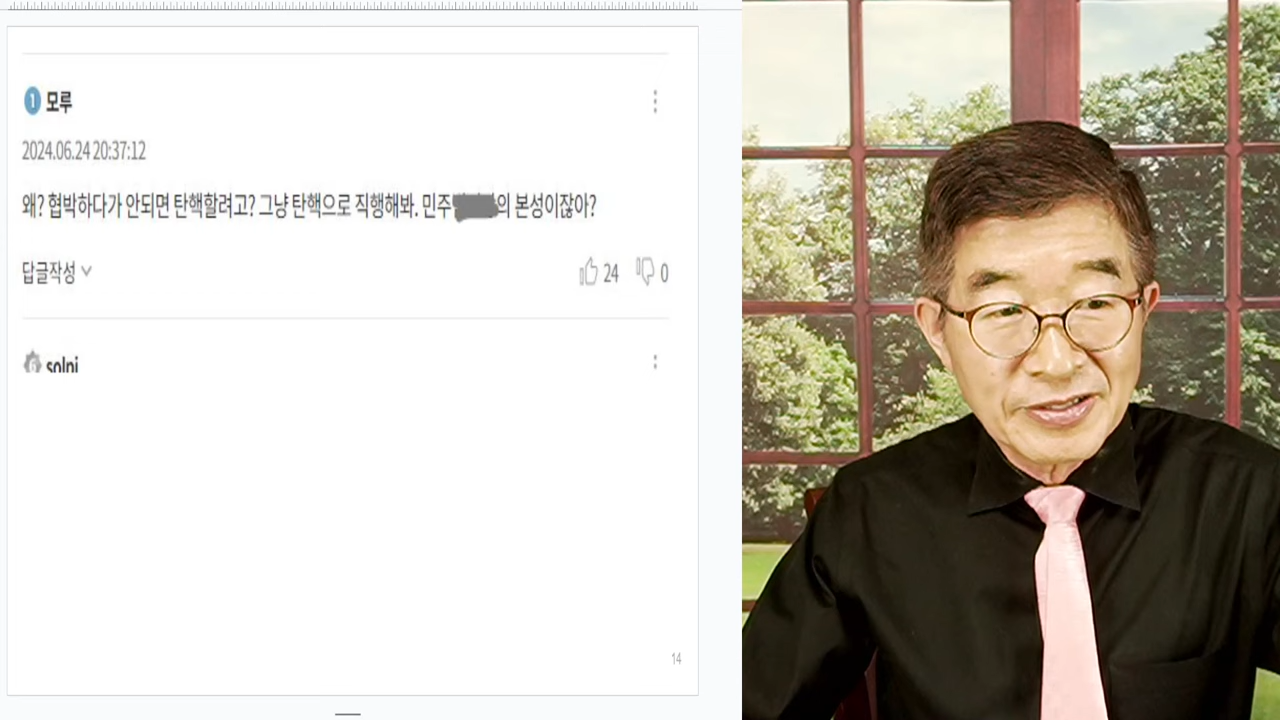 1 모루
2024.06.24 20:37:12
왜? 협박하다가 안되면 탄핵할려고? 그냥 탄핵으로 직행해봐. 민주 의 본성이잖아?
답글작성
24 0
solpi
14